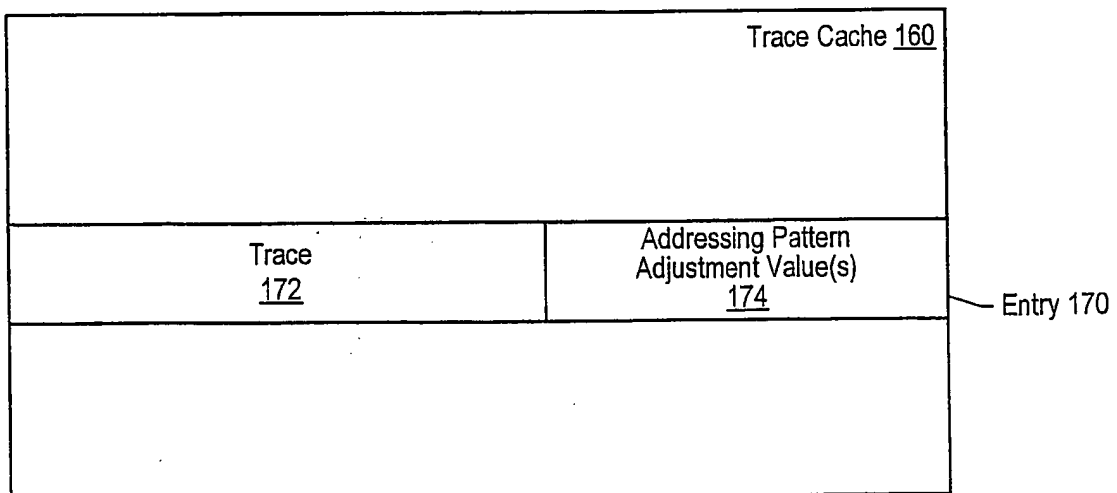 Trace Cache 160
Trace
172
Addressing Pattern
Adjustment Value(s)
174
Entry 170